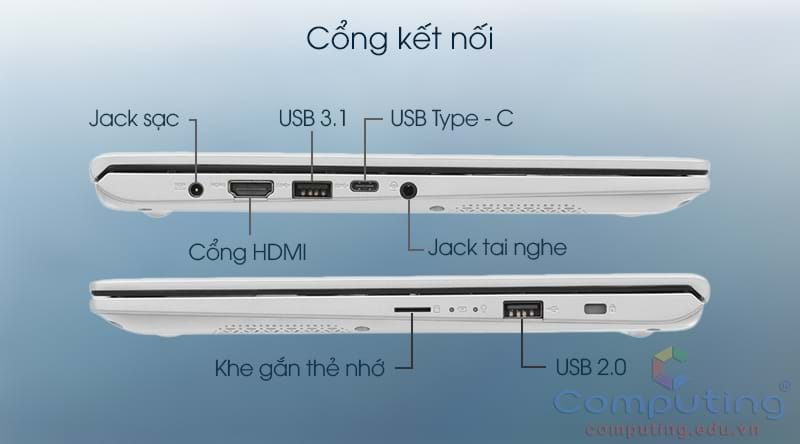 Cổng kết nối
Jack sạc
USB 3.1
USB Type - C
Cổng HDMI
Jack tai nghe
Khe gắn thẻ nhớ
USB 2.0
Computing®
computing.edu.vn